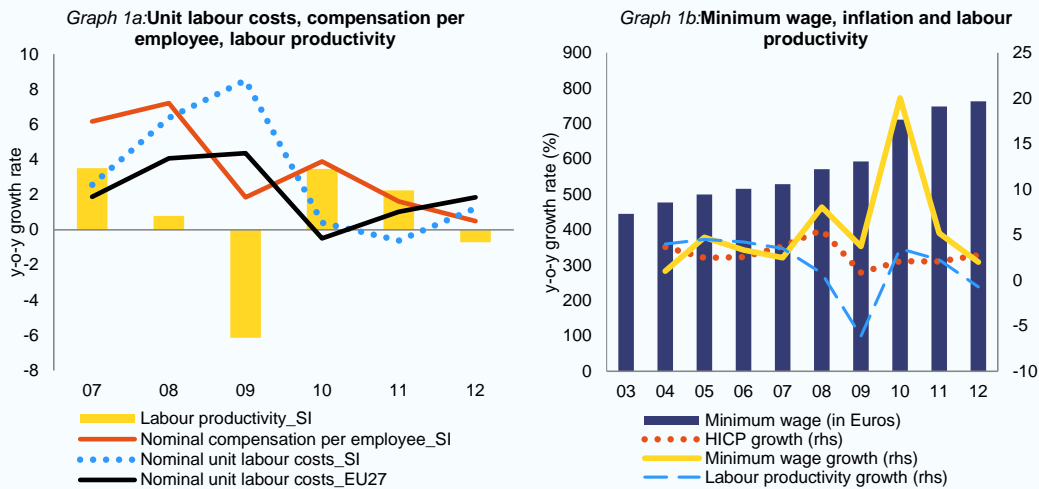 Graph 1a:Unit labour costs, compensation per
employee, labour productivity
y-o-y growth rate
10
8
6
4
2
0
-2
-4
-6
-8
07 08 09 10 11 12
Labour productivity_SI
Nominal compensation per employee_SI
Nominal unit labour costs_SI
Nominal unit labour costs_EU27
Graph 1b:Minimum wage, inflation and labour
productivity
y-o-y growth rate (%)
900
800
700
600
500
400
300
200
100
0
25
20
15
10
5
0
-5
-10
03 04 05 06 07 08 09 10 11 12
Minimum wage (in Euros)
HICP growth (rhs)
Minimum wage growth (rhs)
Labour productivity growth (rhs)